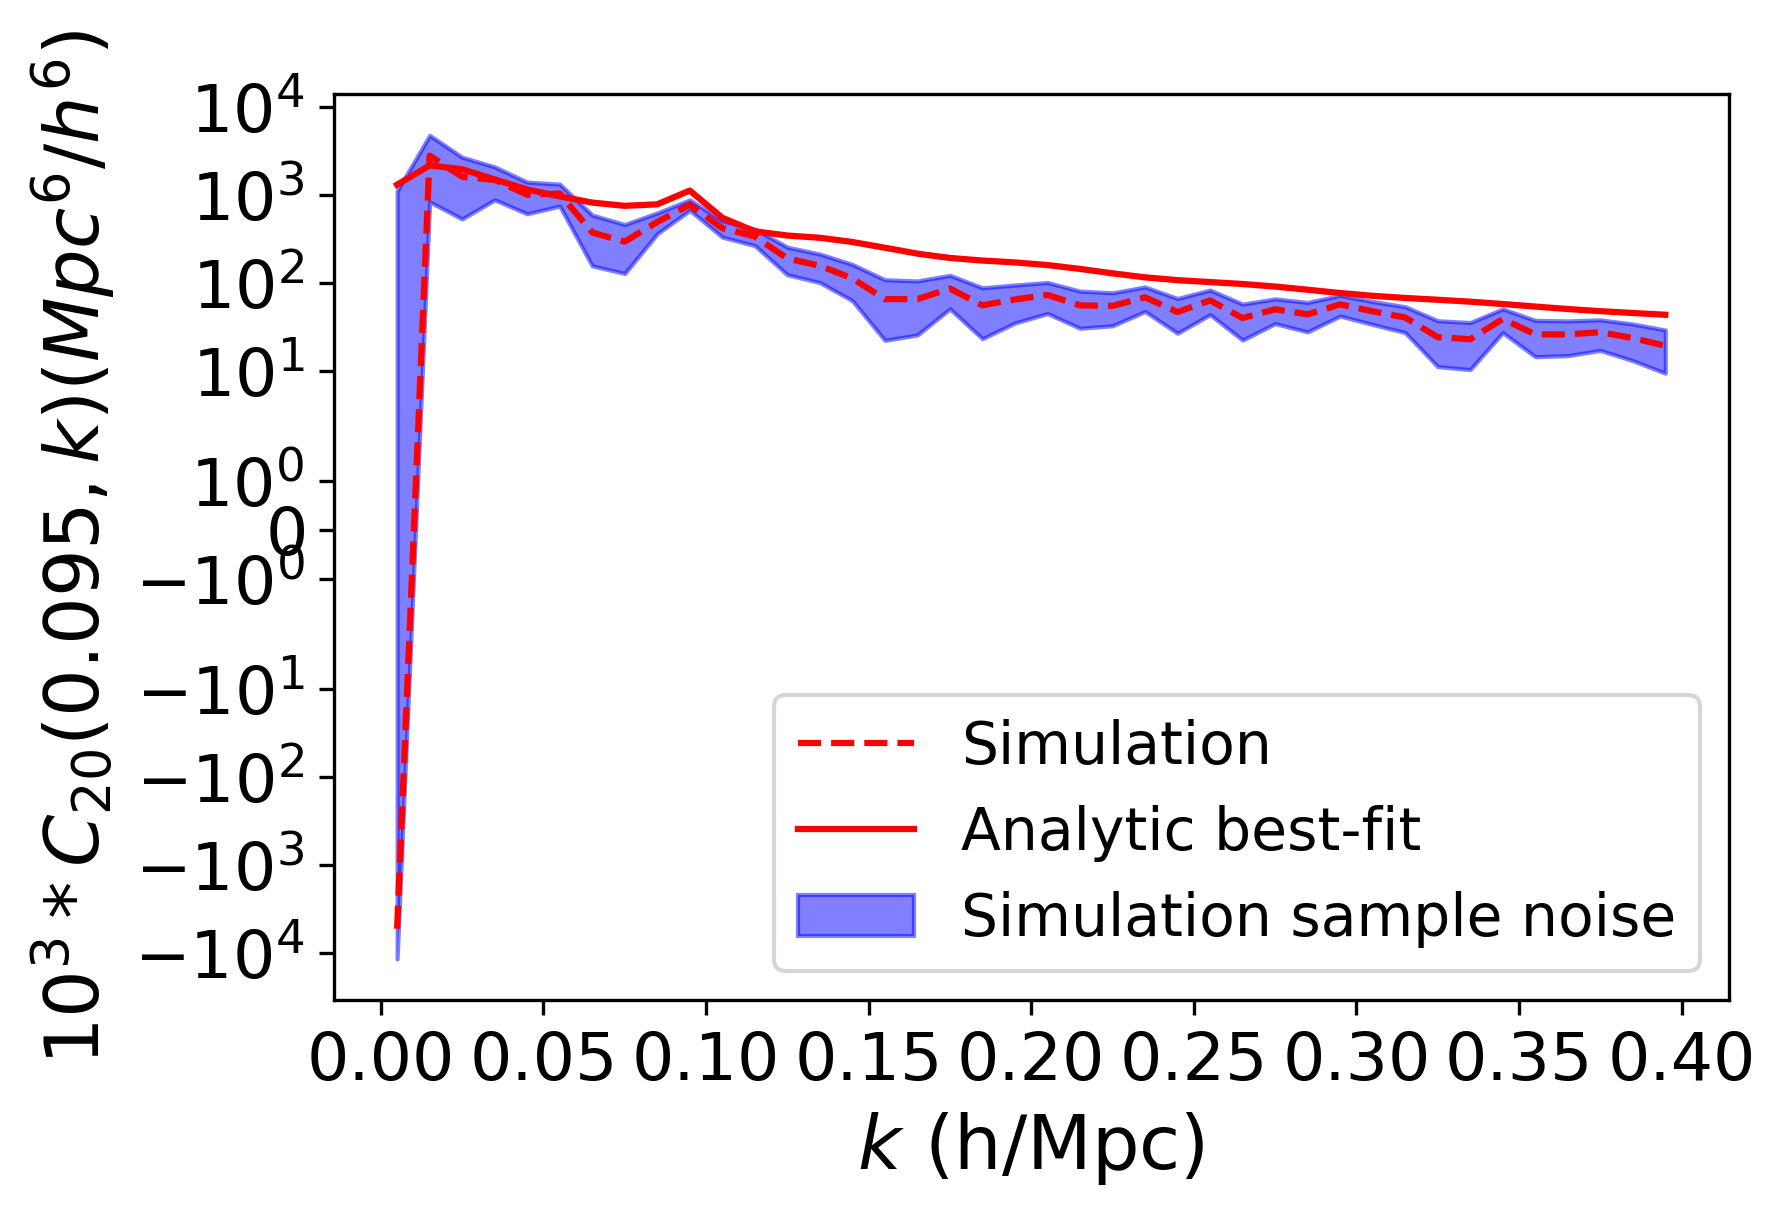 10^3 * C_{20}(0.095, k)(Mpc^6/h^6)
10^4
10^3
10^2
10^1
10^0
0
−10^0
−10^1
−10^2
−10^3
−10^4
Simulation
Analytic best-fit
Simulation sample noise
0.00 0.05 0.10 0.15 0.20 0.25 0.30 0.35 0.40
k (h/Mpc)